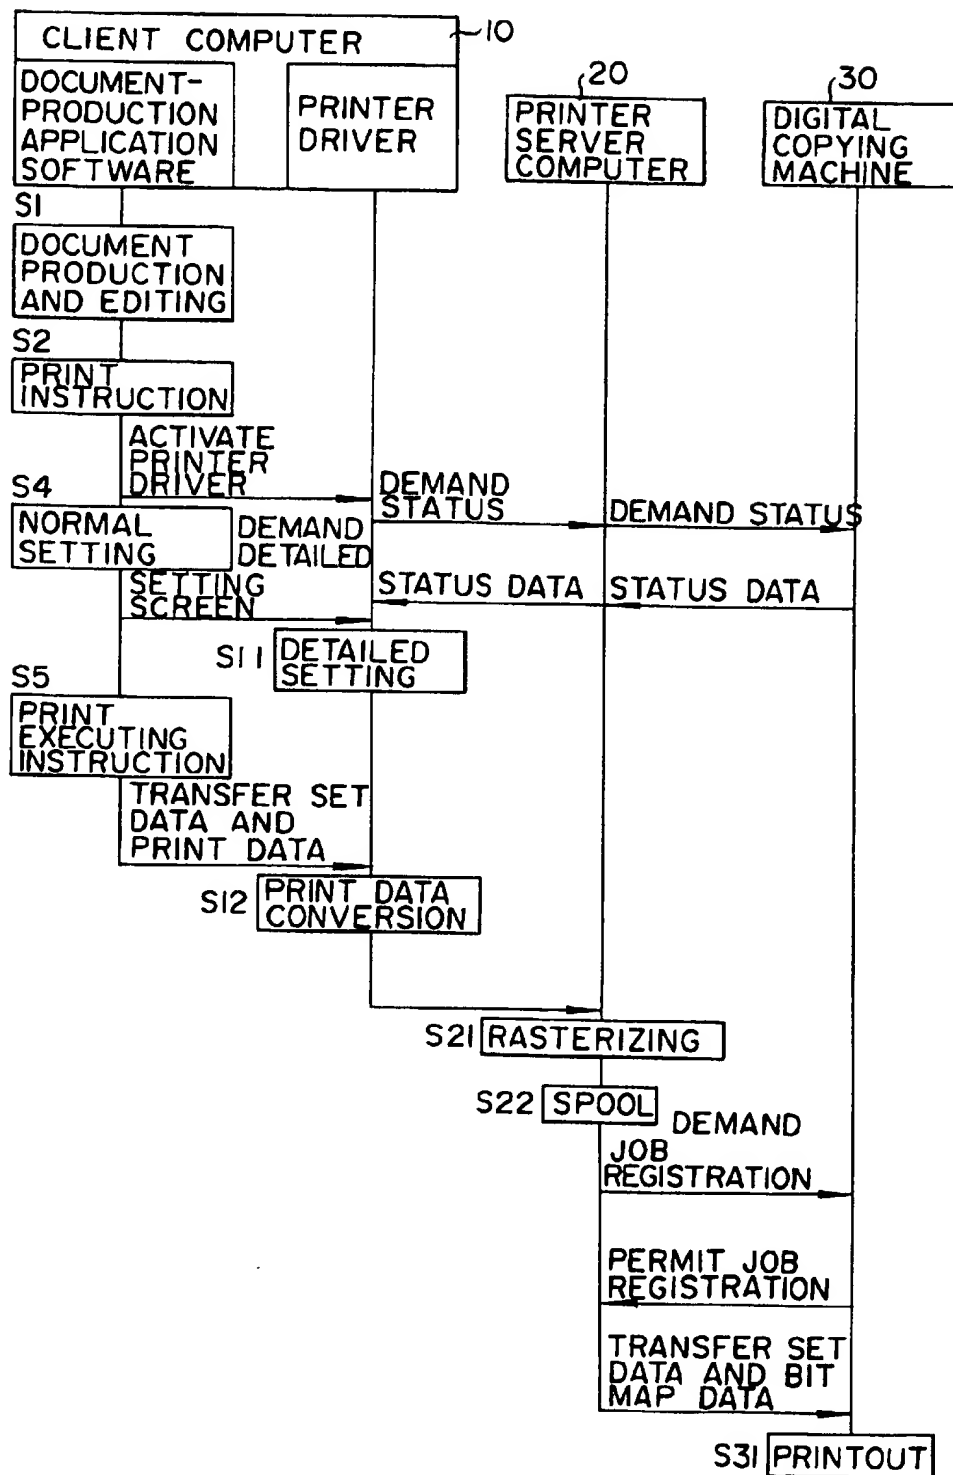 CLIENT COMPUTER
10
DOCUMENT-
PRODUCTION
APPLICATION
SOFTWARE
PRINTER
DRIVER
20
PRINTER
SERVER
COMPUTER
30
DIGITAL
COPYING
MACHINE
S1
DOCUMENT
PRODUCTION
AND EDITING
S2
PRINT
INSTRUCTION
ACTIVATE
PRINTER
DRIVER
DEMAND
STATUS
DEMAND STATUS
S4
NORMAL
SETTING
DEMAND
DETAILED
SETTING
SCREEN
STATUS DATA
STATUS DATA
S11
DETAILED
SETTING
S5
PRINT
EXECUTING
INSTRUCTION
TRANSFER SET
DATA AND
PRINT DATA
S12
PRINT DATA
CONVERSION
S21
RASTERIZING
S22
SPOOL
DEMAND
JOB
REGISTRATION
PERMIT JOB
REGISTRATION
TRANSFER SET
DATA AND BIT
MAP DATA
S31
PRINTOUT